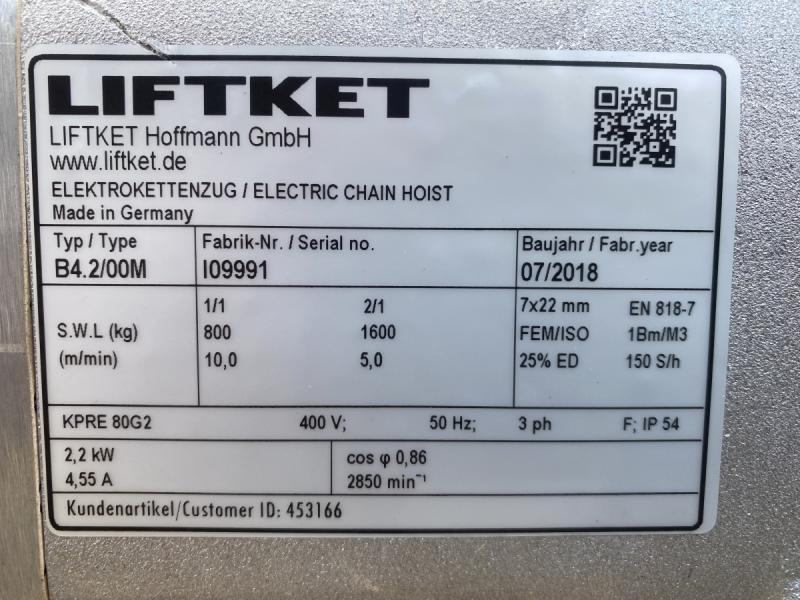 LIFTKET
LIFTKET Hoffmann GmbH
www.liftket.de
ELEKTROKETTENZUG / ELECTRIC CHAIN HOIST
Made in Germany
Typ / Type Fabrik-Nr. / Serial no. Baujahr / Fabr.year
B4.2/00M I09991 07/2018
1/1 2/1 7x22 mm EN 818-7
S.W.L (kg) 800 1600 FEM/ISO 1Bm/M3
(m/min) 10,0 5,0 25% ED 150 S/h
KPRE 80G2 400 V; 50 Hz; 3 ph F; IP 54
2,2 kW cos φ 0,86
4,55 A 2850 min⁻¹
Kundenartikel/Customer ID: 453166